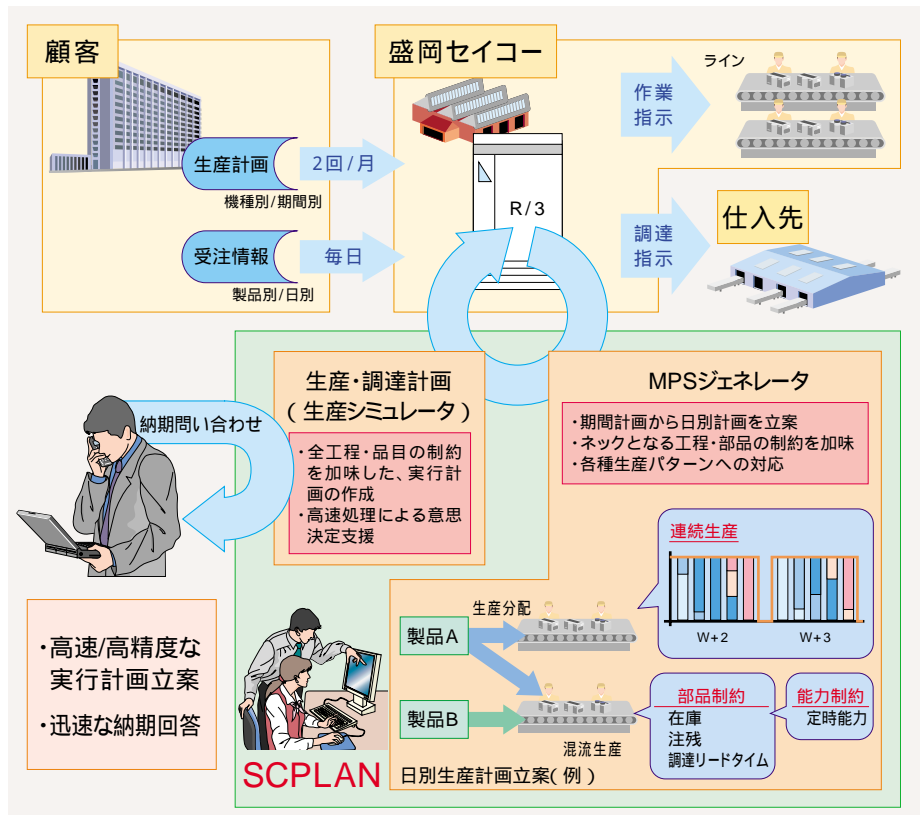 顧客
盛岡セイコー
ライン
作業
指示
生産計画
2回/月
機種別/期間別
R/3
仕入先
受注情報
毎日
調達
指示
製品別/日別
生産・調達計画
(生産シミュレータ)
・全工程・品目の制約
を加味した、実行計
画の作成
・高速処理による意思
決定支援
MPSジェネレータ
・期間計画から日別計画を立案
・ネックとなる工程・部品の制約を加味
・各種生産パターンへの対応
納期問い合わせ
連続生産
W+2
W+3
生産分配
製品A
製品B
混流生産
部品制約
在庫
注残
調達リードタイム
能力制約
定時能力
日別生産計画立案(例)
SCPLAN
・高速/高精度な
実行計画立案
・迅速な納期回答